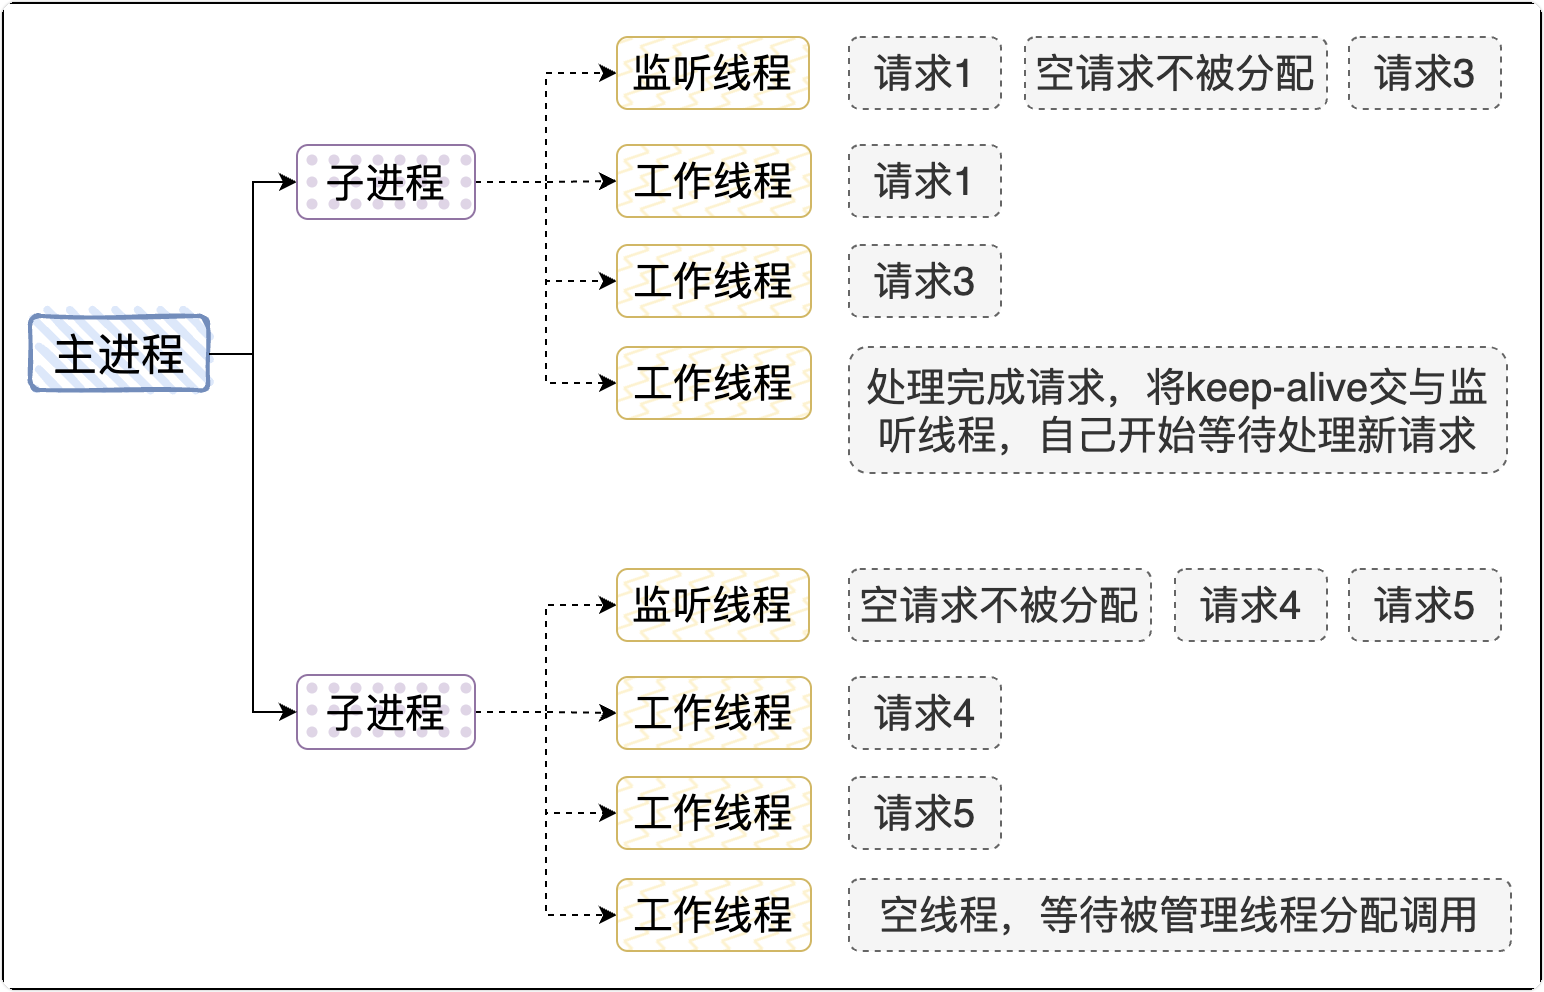 主进程
子进程
监听线程
请求1
空请求不被分配
请求3
工作线程
请求1
工作线程
请求3
工作线程
处理完成请求，将keep-alive交与监
听线程，自己开始等待处理新请求
子进程
监听线程
空请求不被分配
请求4
请求5
工作线程
请求4
工作线程
请求5
工作线程
空线程，等待被管理线程分配调用